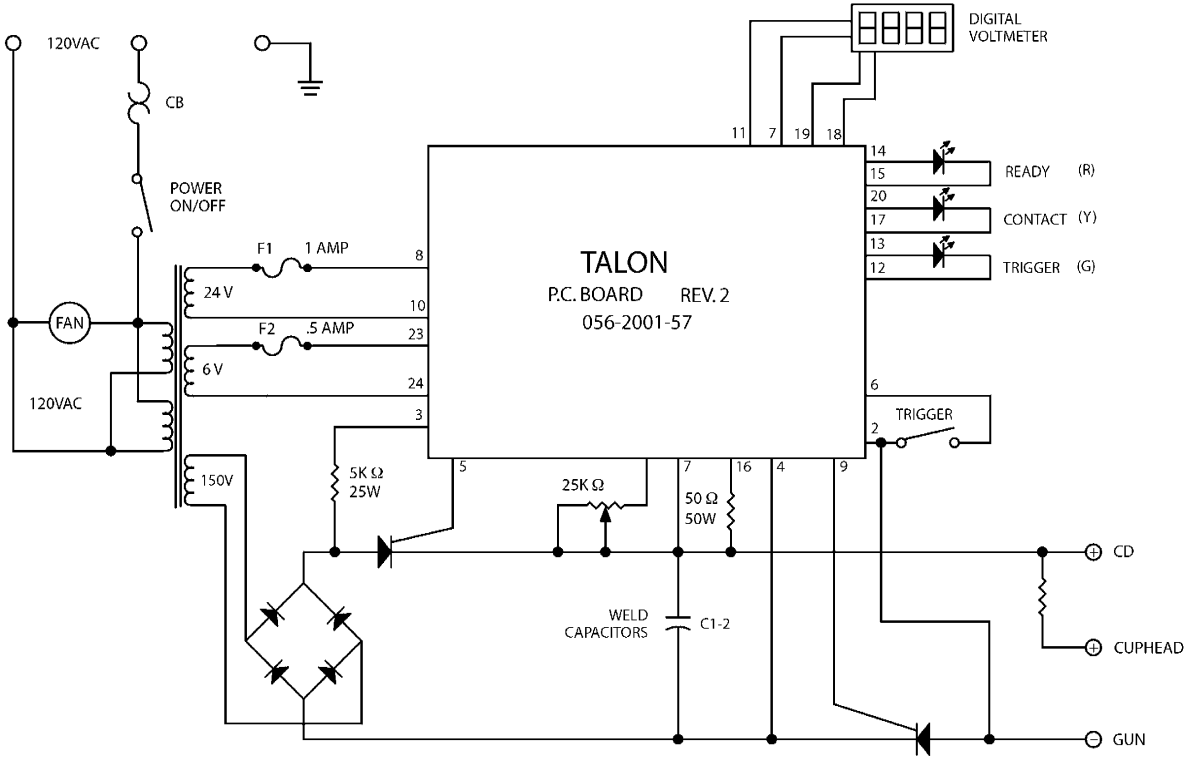 120VAC
DIGITAL
VOLTMETER
CB
11 7 19 18
14
15
READY (R)
POWER
ON/OFF
20
17
CONTACT (Y)
13
12
TRIGGER (G)
F1 1 AMP
8
24 V
10
TALON
P.C. BOARD REV. 2
056-2001-57
FAN
F2 .5 AMP
23
6 V
24
120VAC
3
6
TRIGGER
2
150V
5K Ω
25W
5
25K Ω
7
16
4
9
50 Ω
50W
+ CD
WELD
CAPACITORS
C1-2
+ CUPHEAD
− GUN